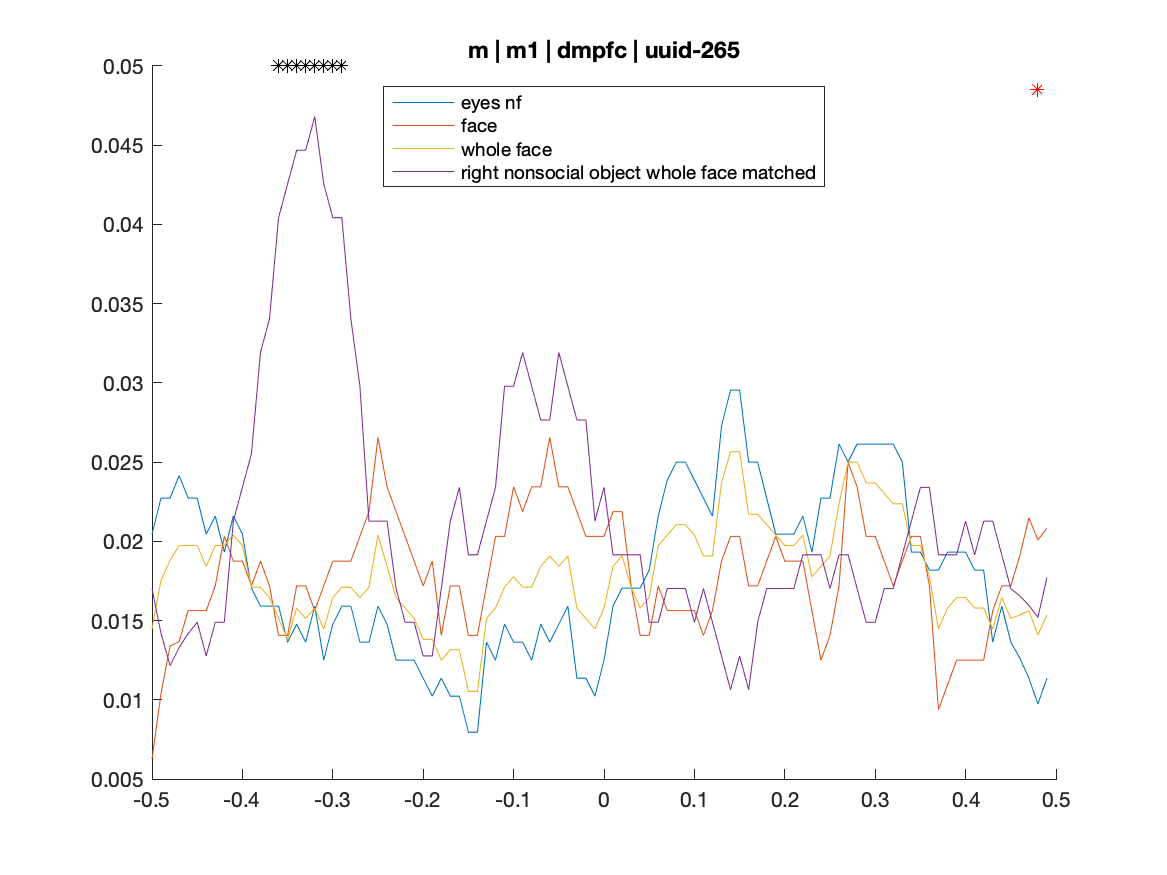 m | m1 | dmpfc | uuid-265
eyes nf
face
whole face
right nonsocial object whole face matched
0.05
0.045
0.04
0.035
0.03
0.025
0.02
0.015
0.01
0.005
-0.5 -0.4 -0.3 -0.2 -0.1 0 0.1 0.2 0.3 0.4 0.5